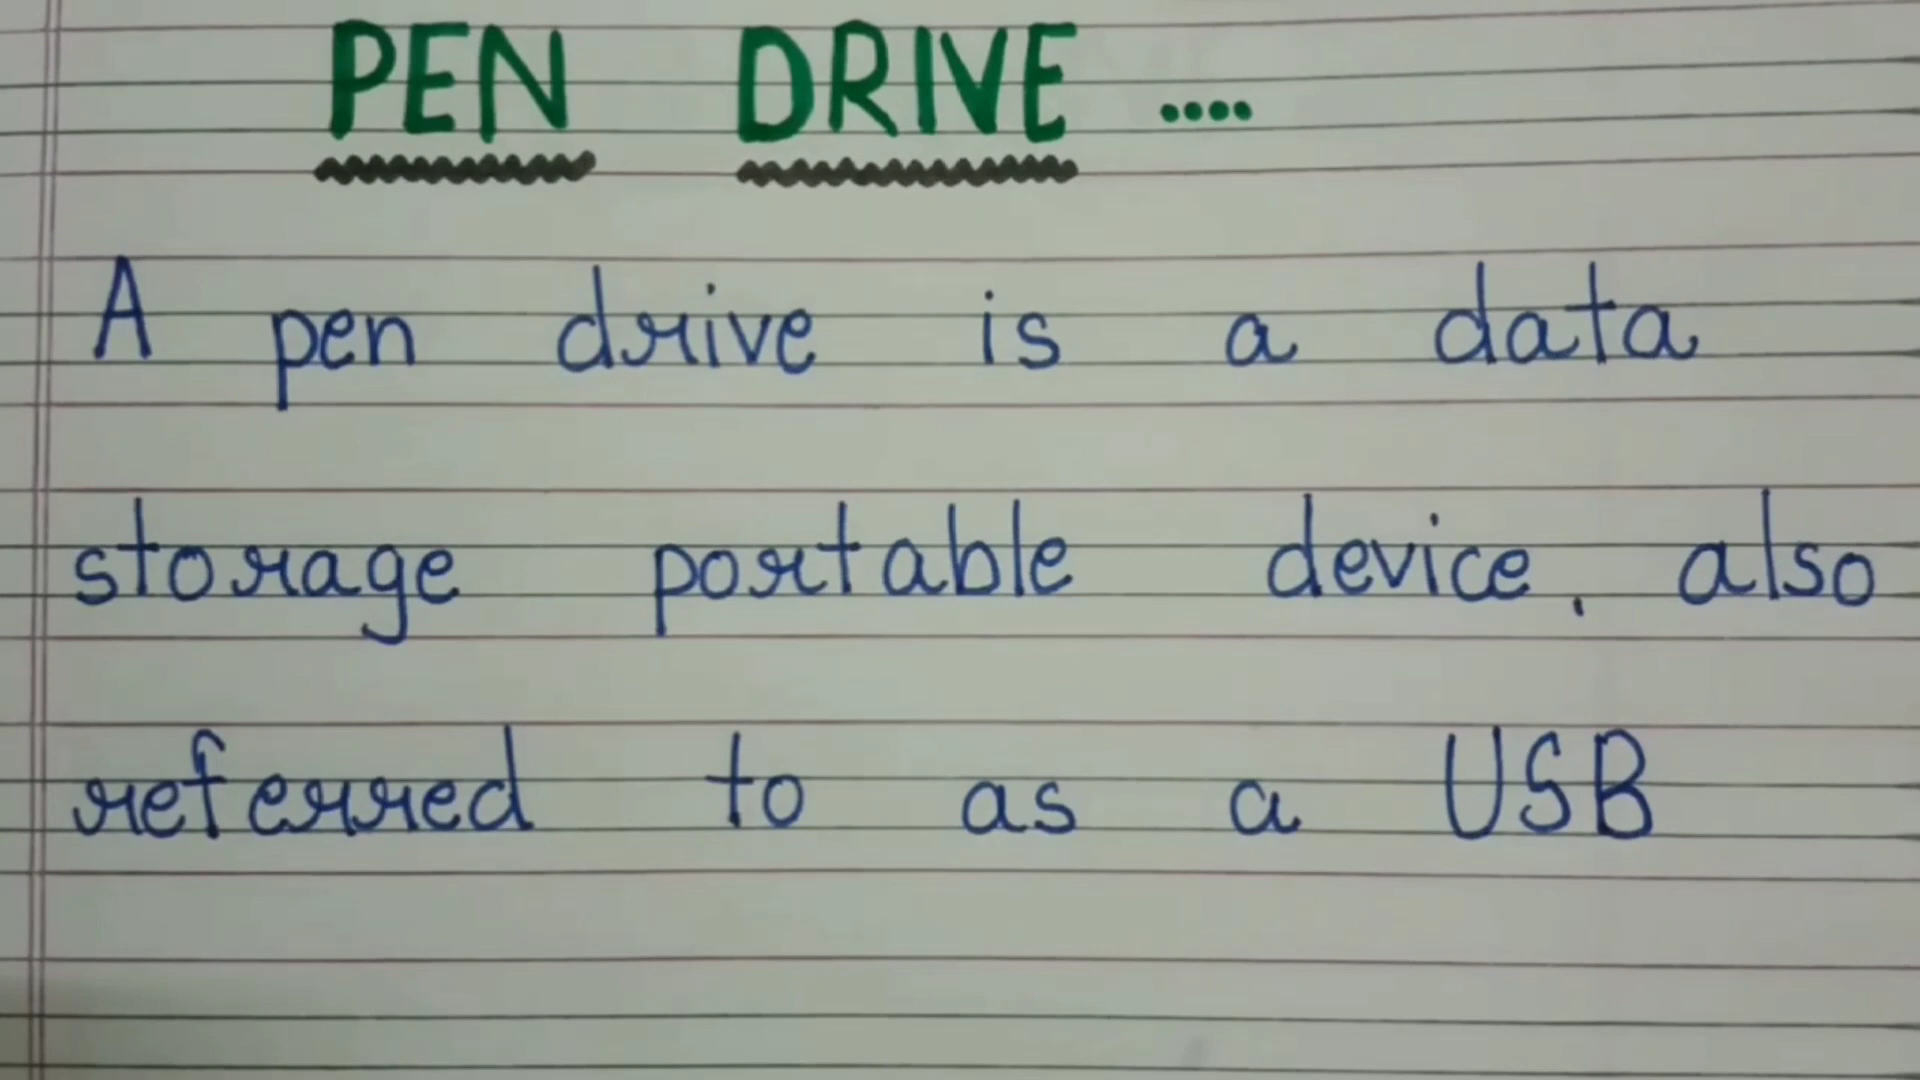 PEN DRIVE ....
A pen drive is a data
storage portable device, also
referred to as a USB